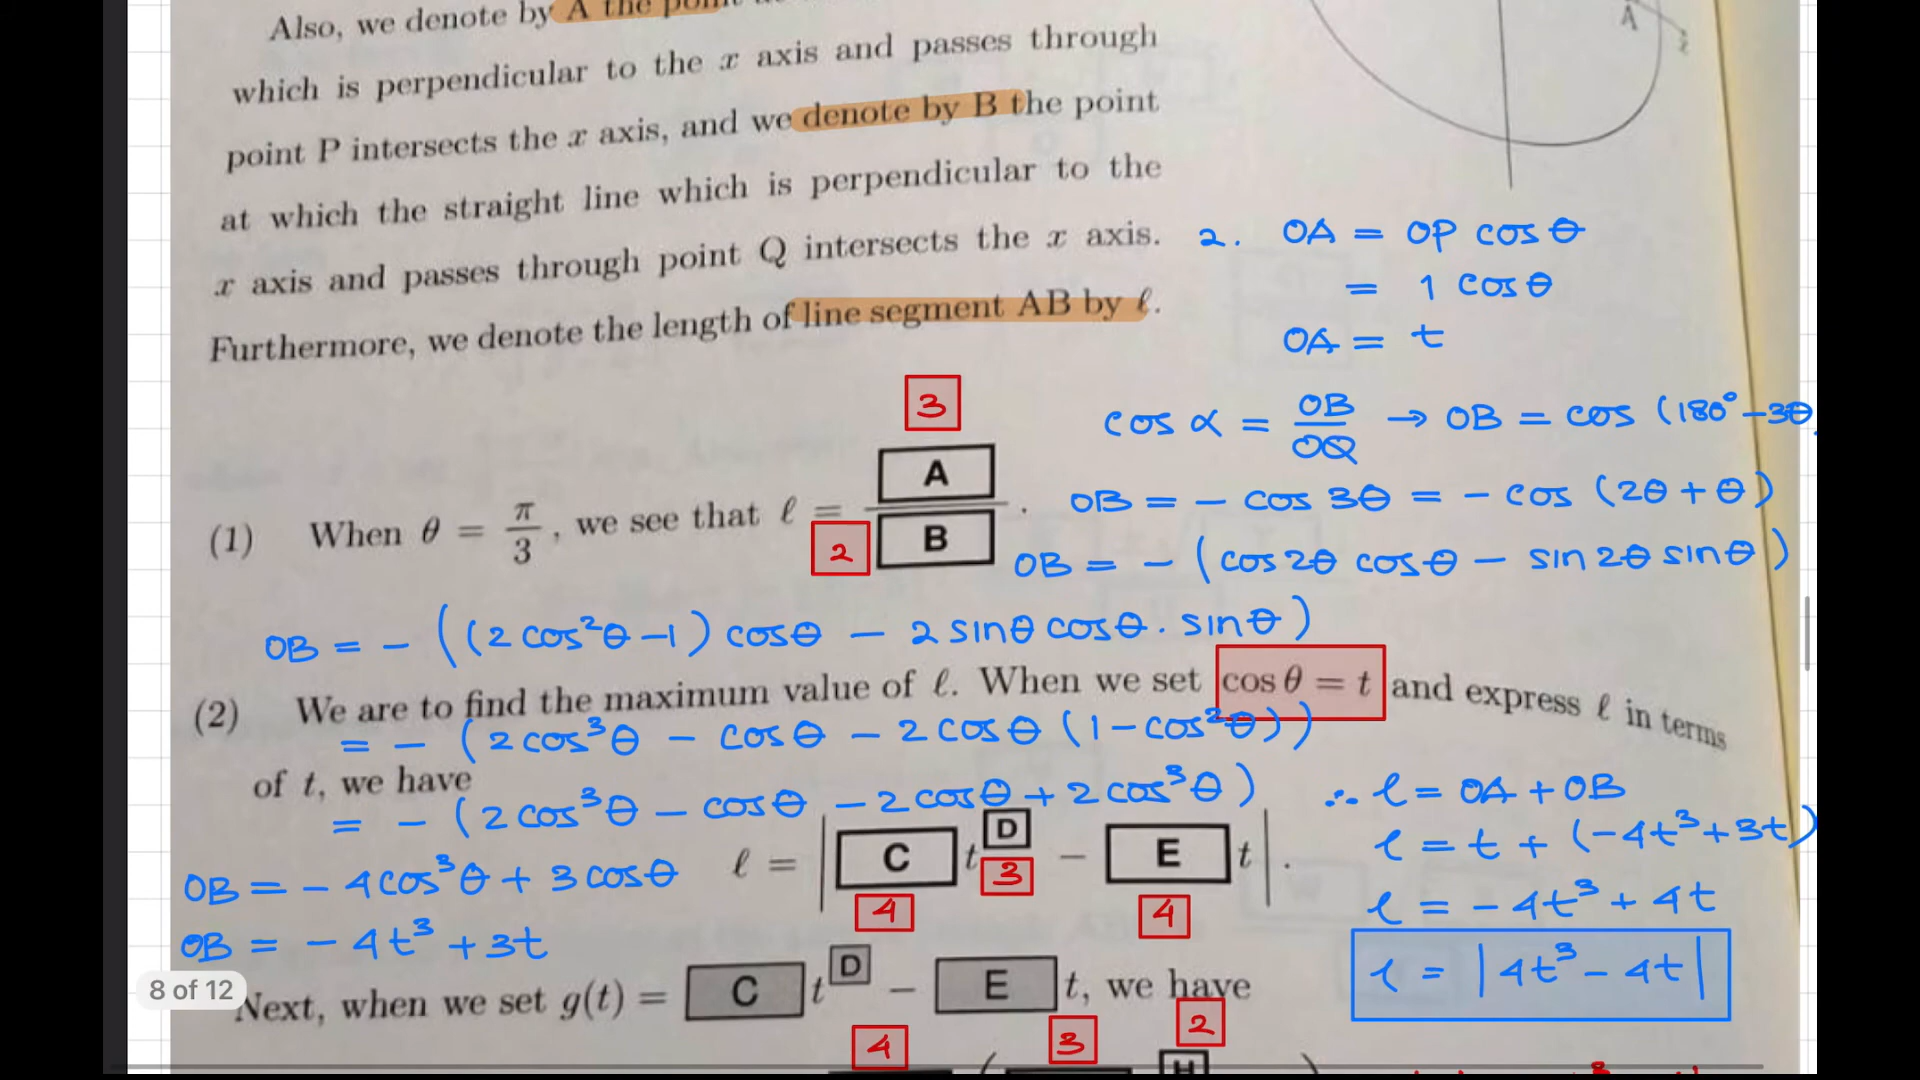 Also, we denote by A the point
which is perpendicular to the x axis and passes through
point P intersects the x axis, and we denote by B the point
at which the straight line which is perpendicular to the
x axis and passes through point Q intersects the x axis.
Furthermore, we denote the length of line segment AB by ℓ.
A
2. OA = OP cos θ
= 1 cos θ
OA = t
cos α = OB/OQ → OB = cos (180° − 3θ
OB = − cos 3θ = − cos (2θ + θ)
OB = − (cos 2θ cos θ − sin 2θ sin θ)
3
(1) When θ = π/3, we see that ℓ = A/B.
2
OB = − ((2 cos²θ − 1) cos θ − 2 sin θ cos θ . sin θ)
(2) We are to find the maximum value of ℓ. When we set cos θ = t and express ℓ in terms
= − (2 cos³θ − cos θ − 2 cos θ (1 − cos²θ))
of t, we have
= − (2 cos³θ − cos θ − 2 cos θ + 2 cos³θ)
∴ ℓ = OA + OB
ℓ = t + (−4t³ + 3t)
ℓ = | C t^D − E t |.
4 3 4
OB = − 4 cos³θ + 3 cos θ
ℓ = − 4t³ + 4t
OB = − 4t³ + 3t
ℓ = |4t³ − 4t|
8 of 12
Next, when we set g(t) = C t^D − E t, we have
4 3 2
H